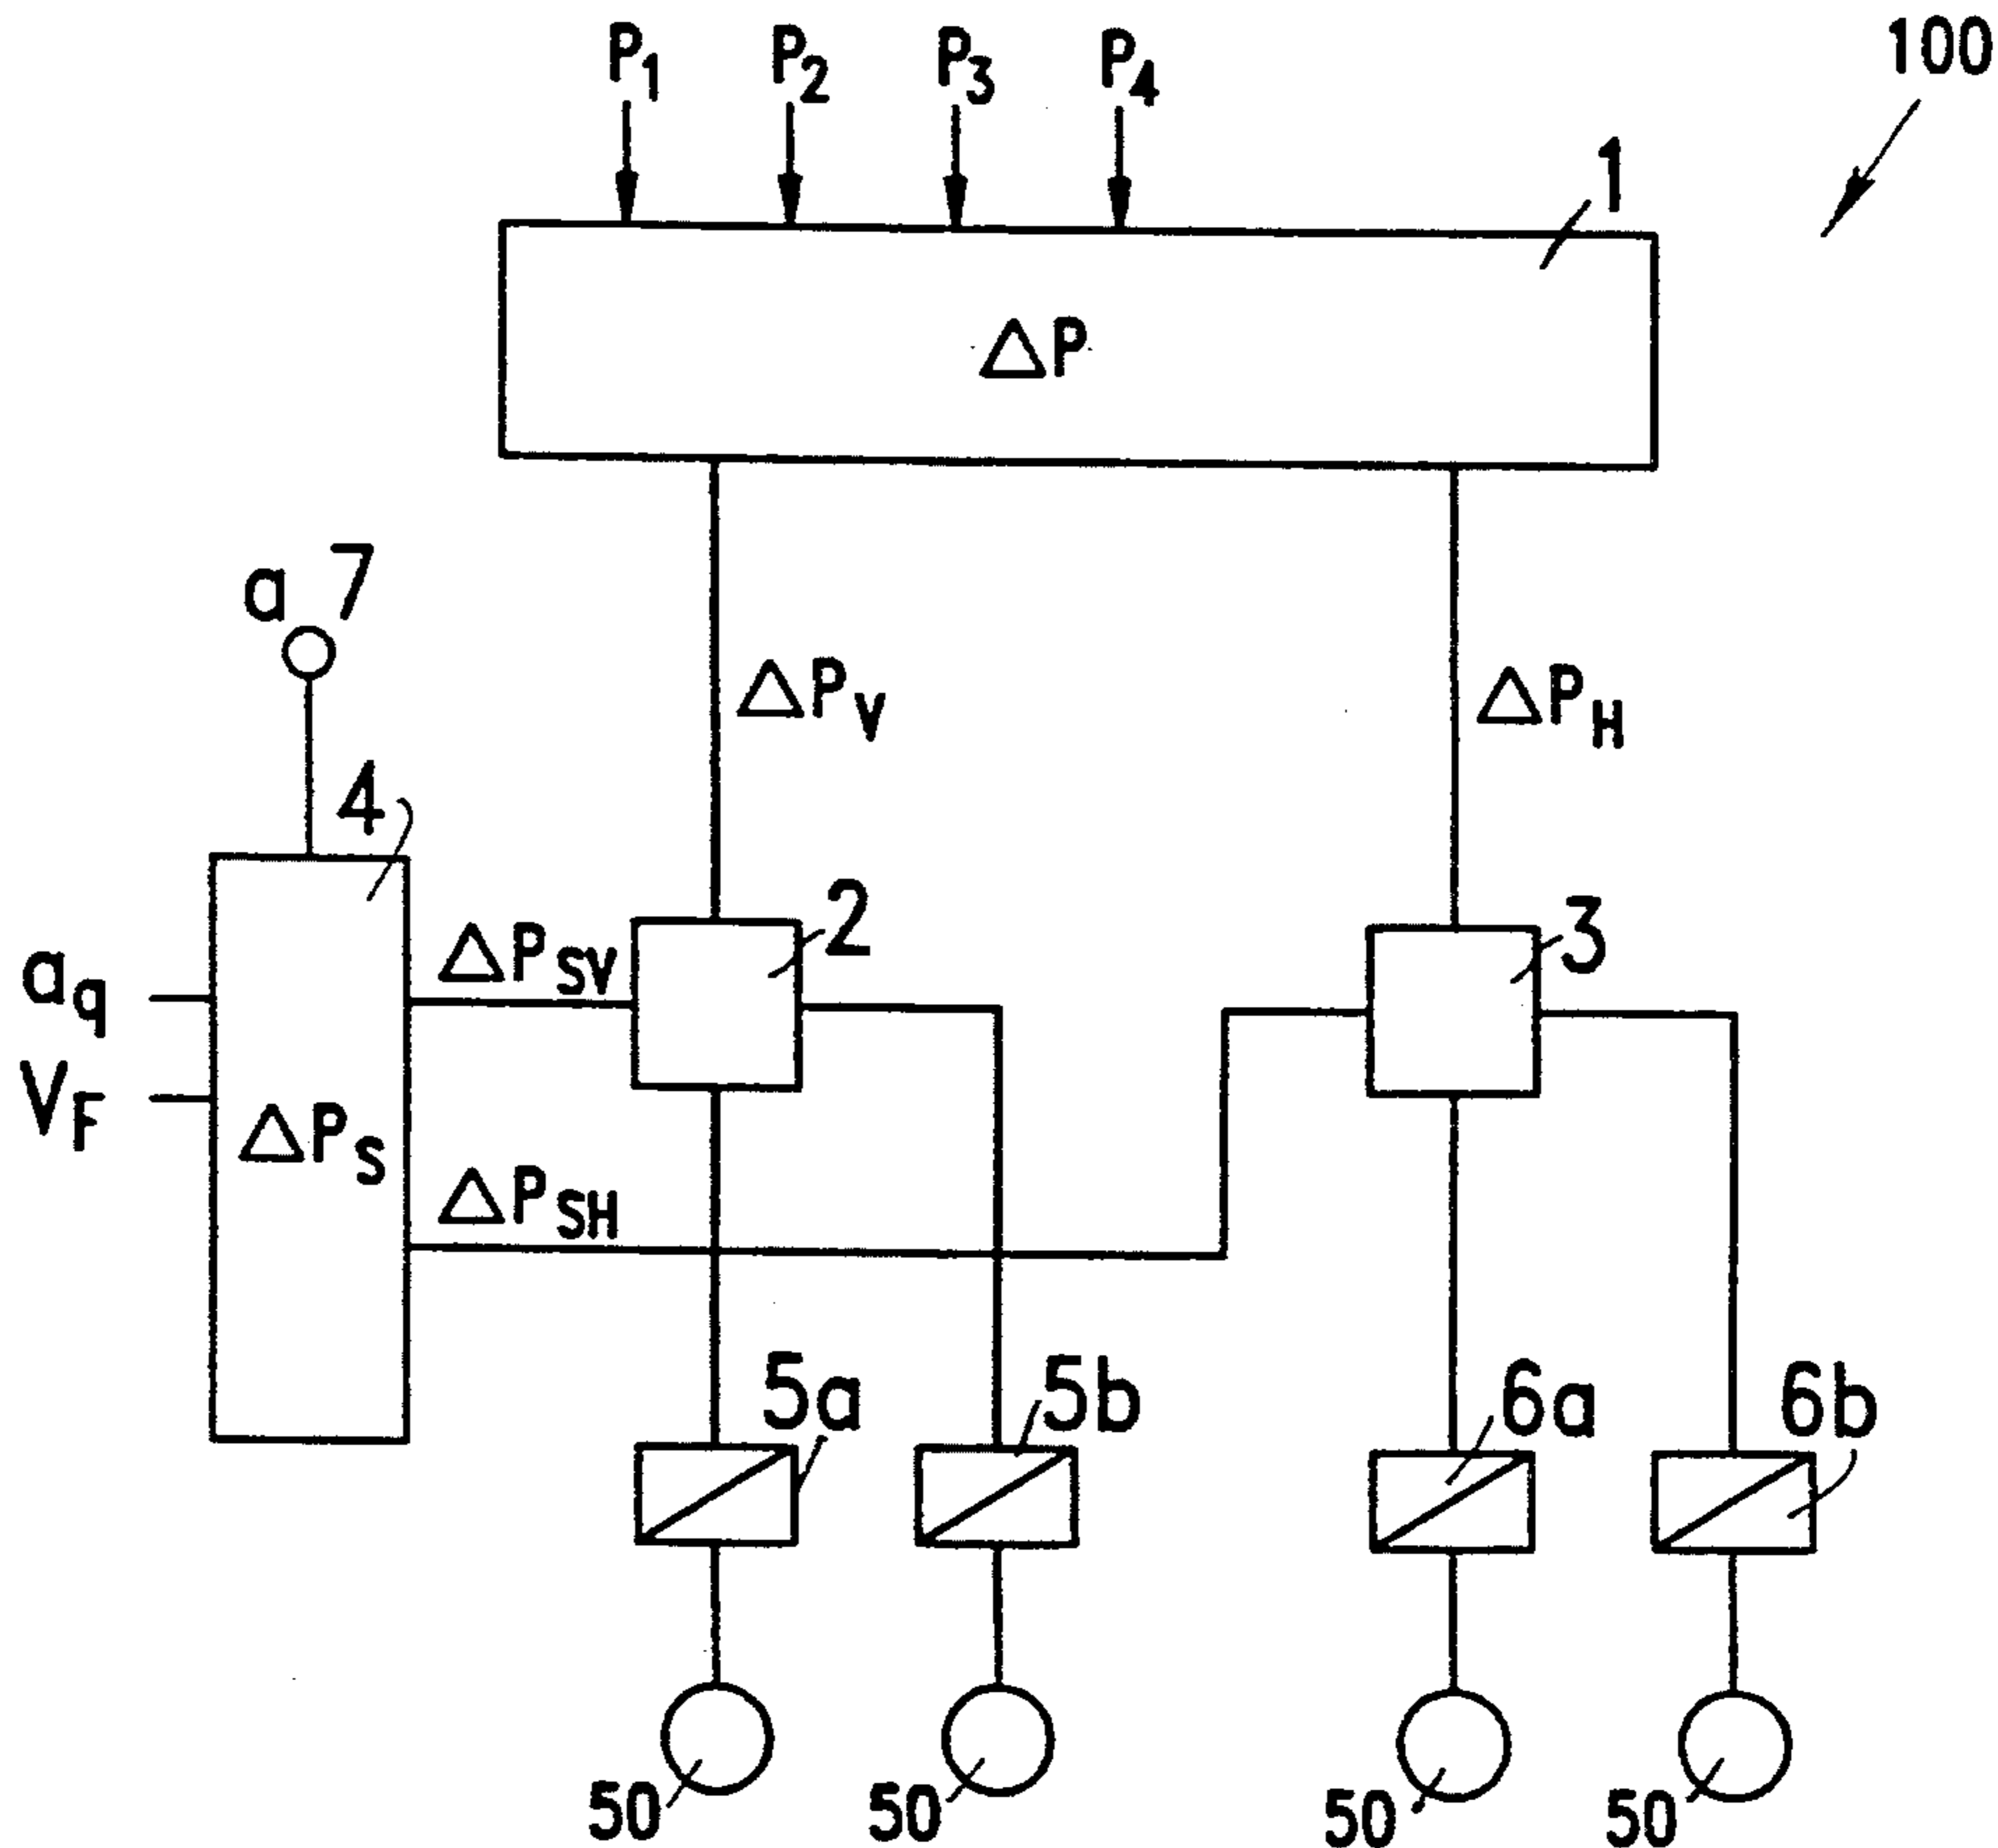 P1 P2 P3 P4 100
1
ΔP
a 7
ΔPV ΔPH
4
2 3
ΔPSV
aq
VF
ΔPS
ΔPSH
5a 5b 6a 6b
50 50 50 50